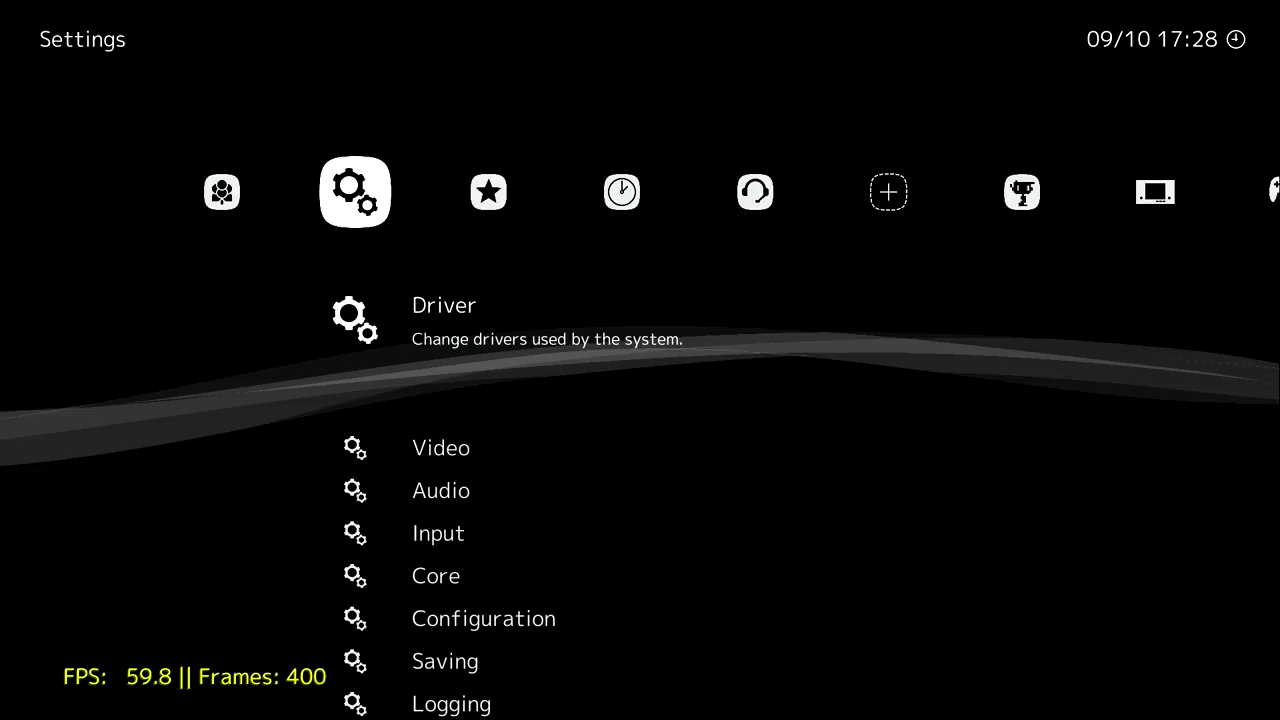 Settings
09/10 17:28
Driver
Change drivers used by the system.
Video
Audio
Input
Core
Configuration
Saving
FPS: 59.8 || Frames: 400
Logging